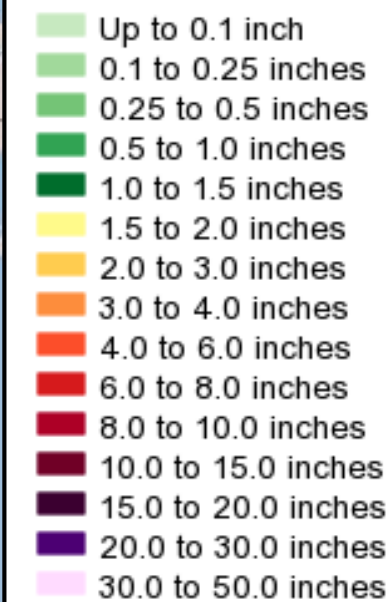 Up to 0.1 inch
0.1 to 0.25 inches
0.25 to 0.5 inches
0.5 to 1.0 inches
1.0 to 1.5 inches
1.5 to 2.0 inches
2.0 to 3.0 inches
3.0 to 4.0 inches
4.0 to 6.0 inches
6.0 to 8.0 inches
8.0 to 10.0 inches
10.0 to 15.0 inches
15.0 to 20.0 inches
20.0 to 30.0 inches
30.0 to 50.0 inches